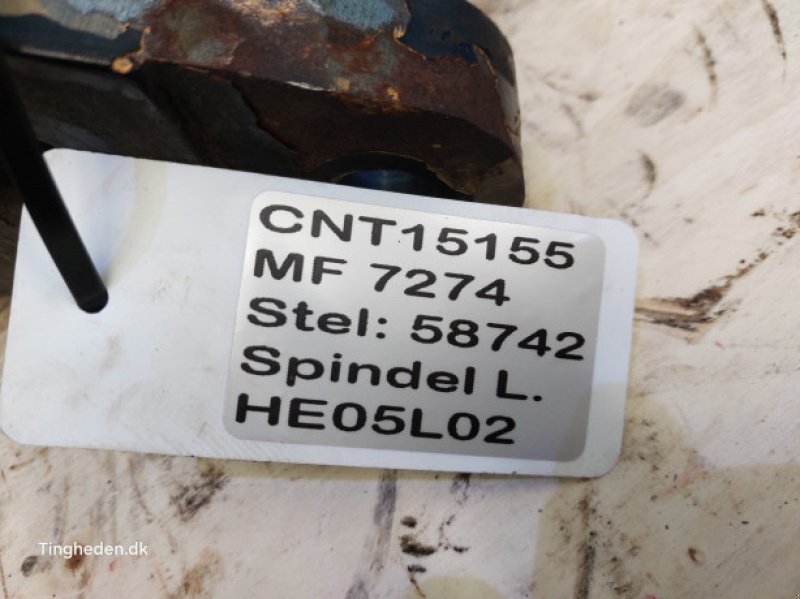 CNT15155
MF 7274
Stel: 58742
Spindel L.
HE05L02
Tingheden.dk